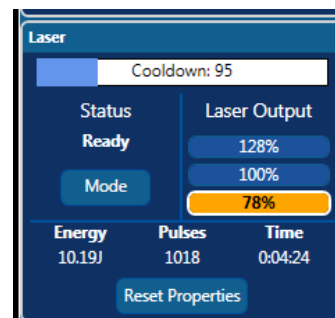 Laser
Cooldown: 95
Status
Ready
Mode
Laser Output
128%
100%
78%
Energy Pulses Time
10.19J 1018 0:04:24
Reset Properties